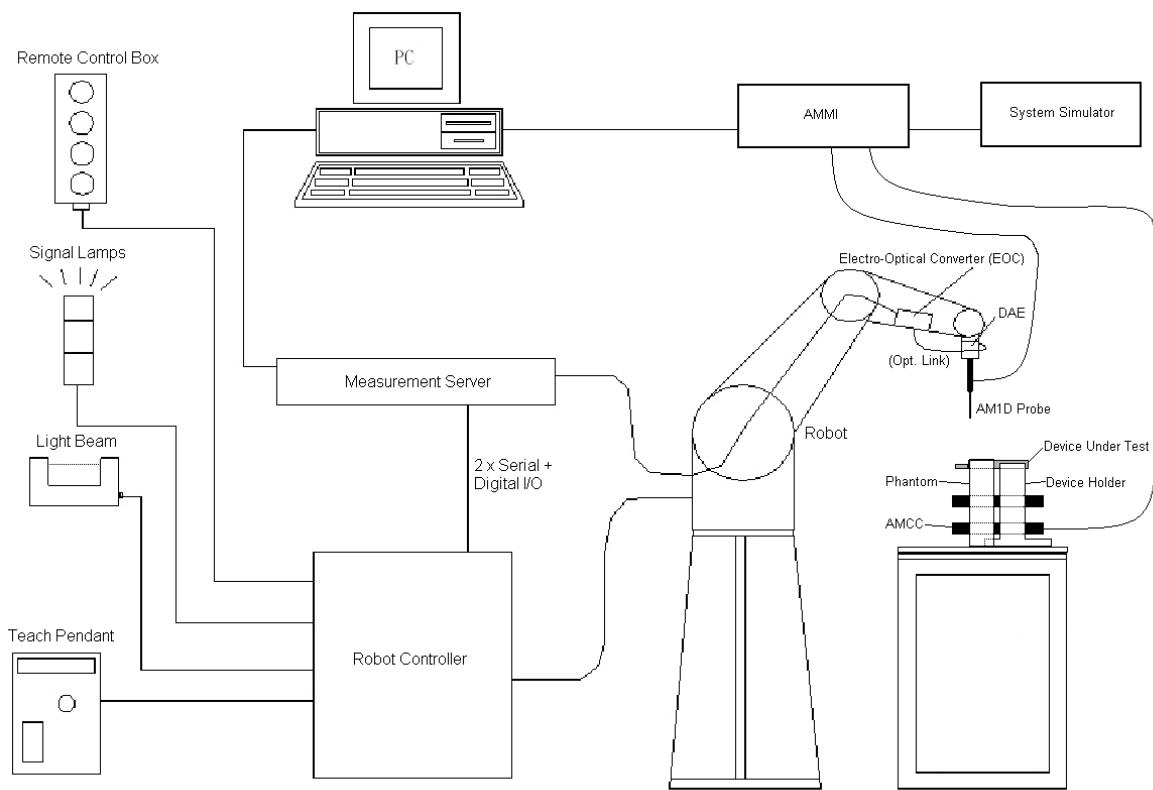 Remote Control Box
PC
AMMI
System Simulator
Signal Lamps
Electro-Optical Converter (EOC)
DAE
(Opt. Link)
Measurement Server
AM1D Probe
Light Beam
Robot
2 x Serial +
Digital I/O
Device Under Test
Phantom
Device Holder
AMCC
Teach Pendant
Robot Controller